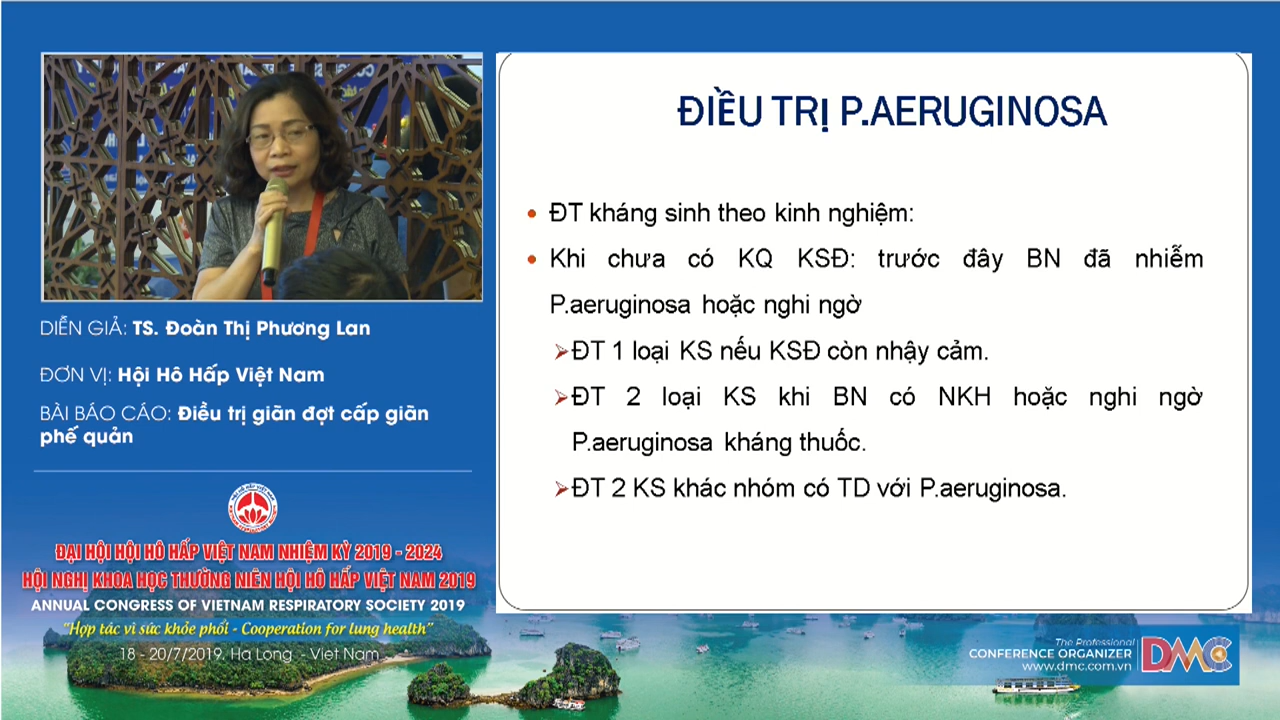 ĐIỀU TRỊ P.AERUGINOSA
• ĐT kháng sinh theo kinh nghiệm:
• Khi chưa có KQ KSĐ: trước đây BN đã nhiễm
P.aeruginosa hoặc nghi ngờ
➢ĐT 1 loại KS nếu KSĐ còn nhậy cảm.
➢ĐT 2 loại KS khi BN có NKH hoặc nghi ngờ
P.aeruginosa kháng thuốc.
➢ĐT 2 KS khác nhóm có TD với P.aeruginosa.
DIỄN GIẢ: TS. Đoàn Thị Phương Lan
ĐƠN VỊ: Hội Hô Hấp Việt Nam
BÀI BÁO CÁO: Điều trị giãn đợt cấp giãn
phế quản
ĐẠI HỘI HỘI HÔ HẤP VIỆT NAM NHIỆM KỲ 2019 - 2024
HỘI NGHỊ KHOA HỌC THƯỜNG NIÊN HỘI HÔ HẤP VIỆT NAM 2019
ANNUAL CONGRESS OF VIETNAM RESPIRATORY SOCIETY 2019
"Hợp tác vì sức khỏe phổi - Cooperation for lung health"
18 - 20/7/2019. Ha Long - Viet Nam
The Professional
CONFERENCE ORGANIZER
www.dmc.com.vn
DMC